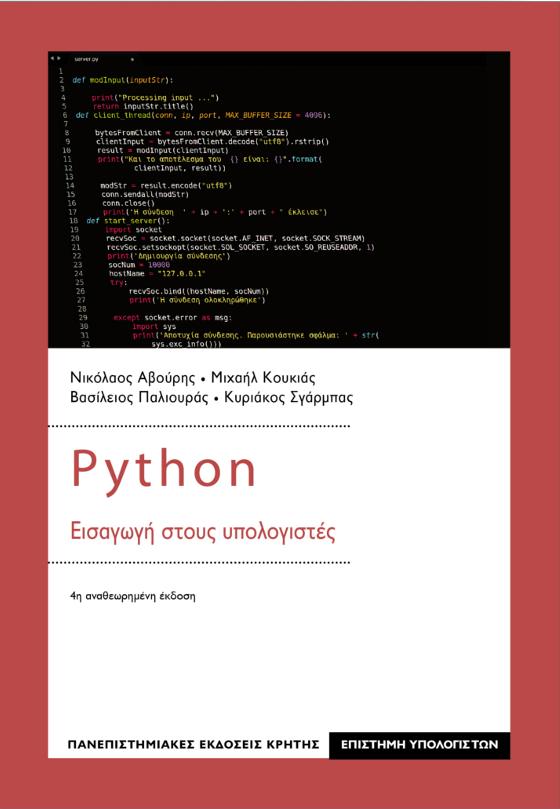 server.py
1
2 def modInput(inputStr):
3
4 print("Processing input ...")
5 return inputStr.title()
6 def client_thread(conn, ip, port, MAX_BUFFER_SIZE = 4096):
7
8 bytesFromClient = conn.recv(MAX_BUFFER_SIZE)
9 clientInput = bytesFromClient.decode("utf8").rstrip()
10 result = modInput(clientInput)
11 print("Και το αποτέλεσμα του {} είναι: {}".format(
12 clientInput, result))
13
14 modStr = result.encode("utf8")
15 conn.sendall(modStr)
16 conn.close()
17 print('Η σύνδεση ' + ip + ':' + port + " έκλεισε")
18 def start_server():
19 import socket
20 recvSoc = socket.socket(socket.AF_INET, socket.SOCK_STREAM)
21 recvSoc.setsockopt(socket.SOL_SOCKET, socket.SO_REUSEADDR, 1)
22 print('Δημιουργία σύνδεσης')
23 socNum = 10000
24 hostName = "127.0.0.1"
25 try:
26 recvSoc.bind((hostName, socNum))
27 print('Η σύνδεση ολοκληρώθηκε')
28
29 except socket.error as msg:
30 import sys
31 print('Αποτυχία σύνδεσης. Παρουσιάστηκε σφάλμα: ' + str(
32 sys.exc_info()))
Νικόλαος Αβούρης • Μιχαήλ Κουκιάς
Βασίλειος Παλιουράς • Κυριάκος Σγάρμπας
Python
Εισαγωγή στους υπολογιστές
4η αναθεωρημένη έκδοση
ΠΑΝΕΠΙΣΤΗΜΙΑΚΕΣ ΕΚΔΟΣΕΙΣ ΚΡΗΤΗΣ
ΕΠΙΣΤΗΜΗ ΥΠΟΛΟΓΙΣΤΩΝ